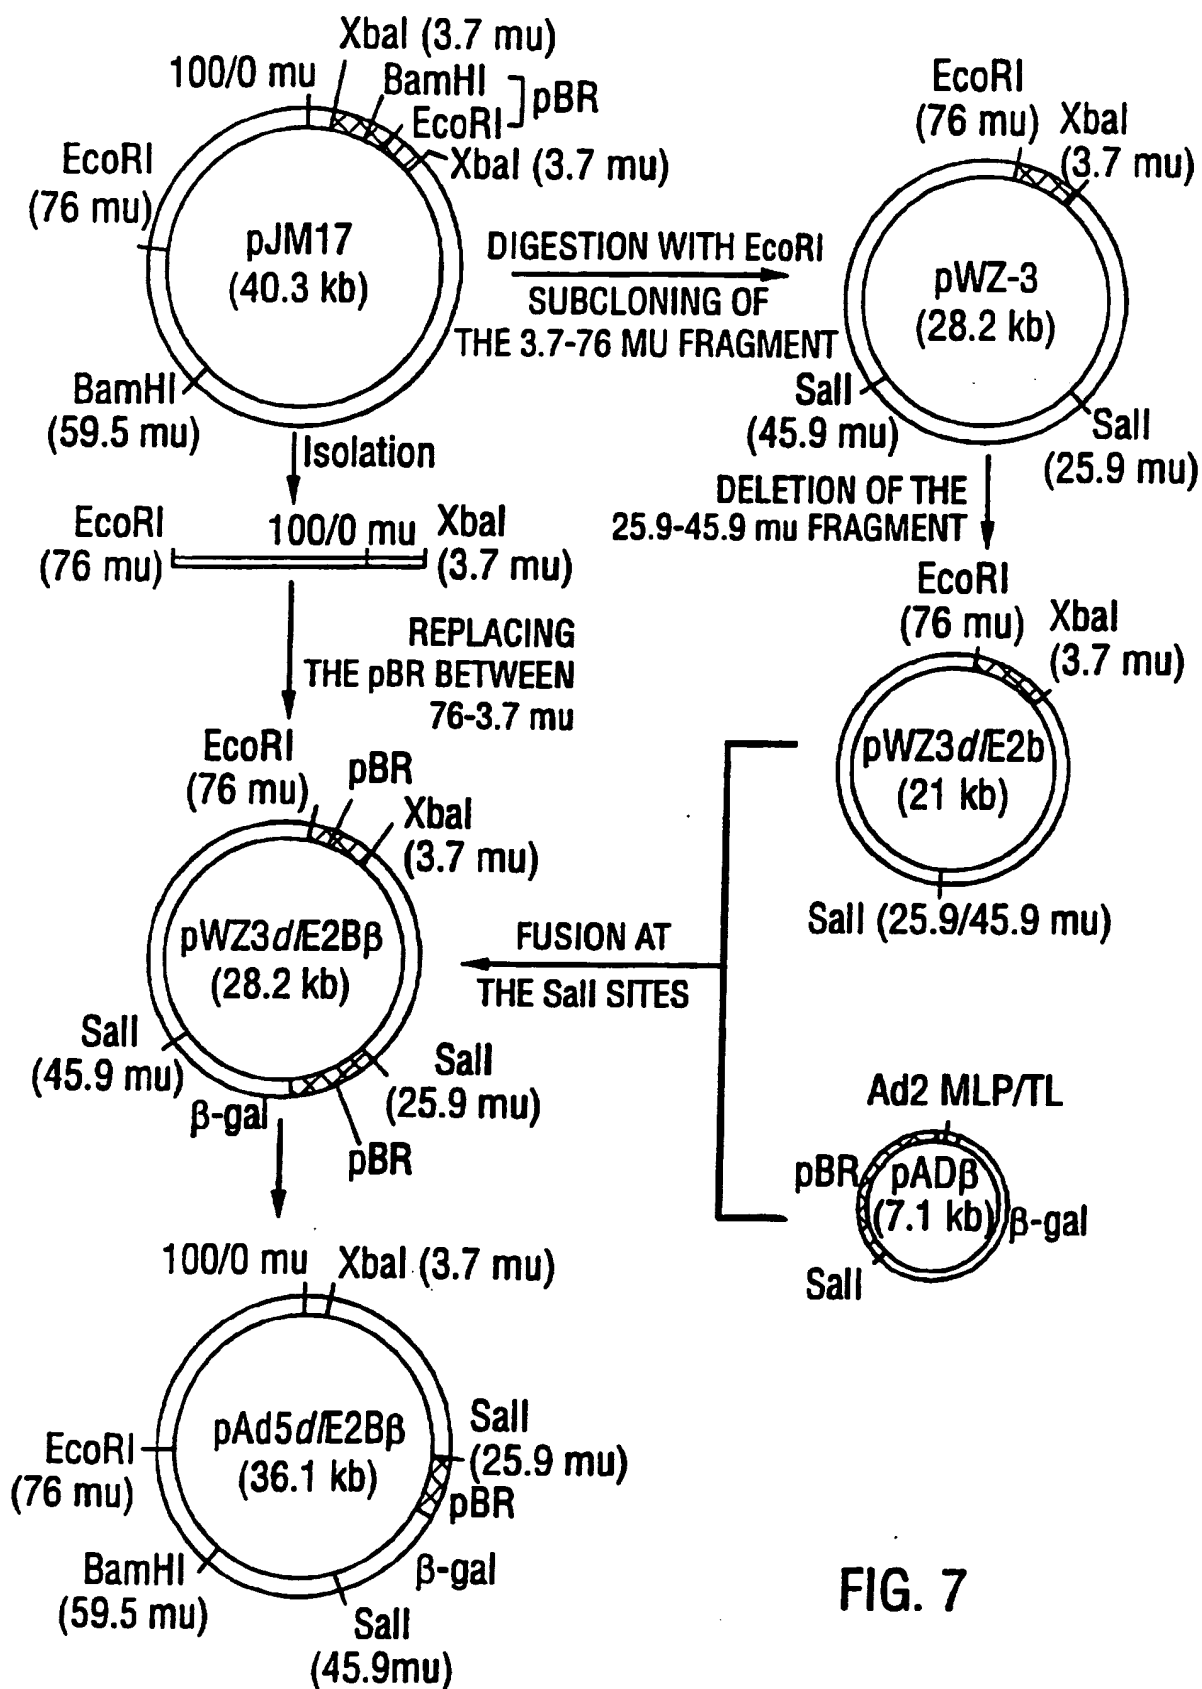 XbaI (3.7 mu)
100/0 mu
BamHI
EcoRI
pBR
XbaI (3.7 mu)
EcoRI
(76 mu)
pJM17
(40.3 kb)
BamHI
(59.5 mu)
DIGESTION WITH EcoRI
SUBCLONING OF
THE 3.7-76 MU FRAGMENT
EcoRI
(76 mu)
XbaI
(3.7 mu)
pWZ-3
(28.2 kb)
SalI
(45.9 mu)
SalI
(25.9 mu)
Isolation
EcoRI
(76 mu)
100/0 mu
XbaI
(3.7 mu)
DELETION OF THE
25.9-45.9 mu FRAGMENT
REPLACING
THE pBR BETWEEN
76-3.7 mu
EcoRI
(76 mu)
XbaI
(3.7 mu)
pWZ3dlE2b
(21 kb)
SalI (25.9/45.9 mu)
EcoRI
(76 mu)
pBR
XbaI
(3.7 mu)
pWZ3dlE2Bβ
(28.2 kb)
SalI
(45.9 mu)
β-gal
SalI
(25.9 mu)
pBR
FUSION AT
THE SalI SITES
Ad2 MLP/TL
pBR
pADβ
(7.1 kb)
β-gal
SalI
100/0 mu
XbaI (3.7 mu)
pAd5dlE2Bβ
(36.1 kb)
EcoRI
(76 mu)
SalI
(25.9 mu)
pBR
β-gal
BamHI
(59.5 mu)
SalI
(45.9mu)
FIG. 7